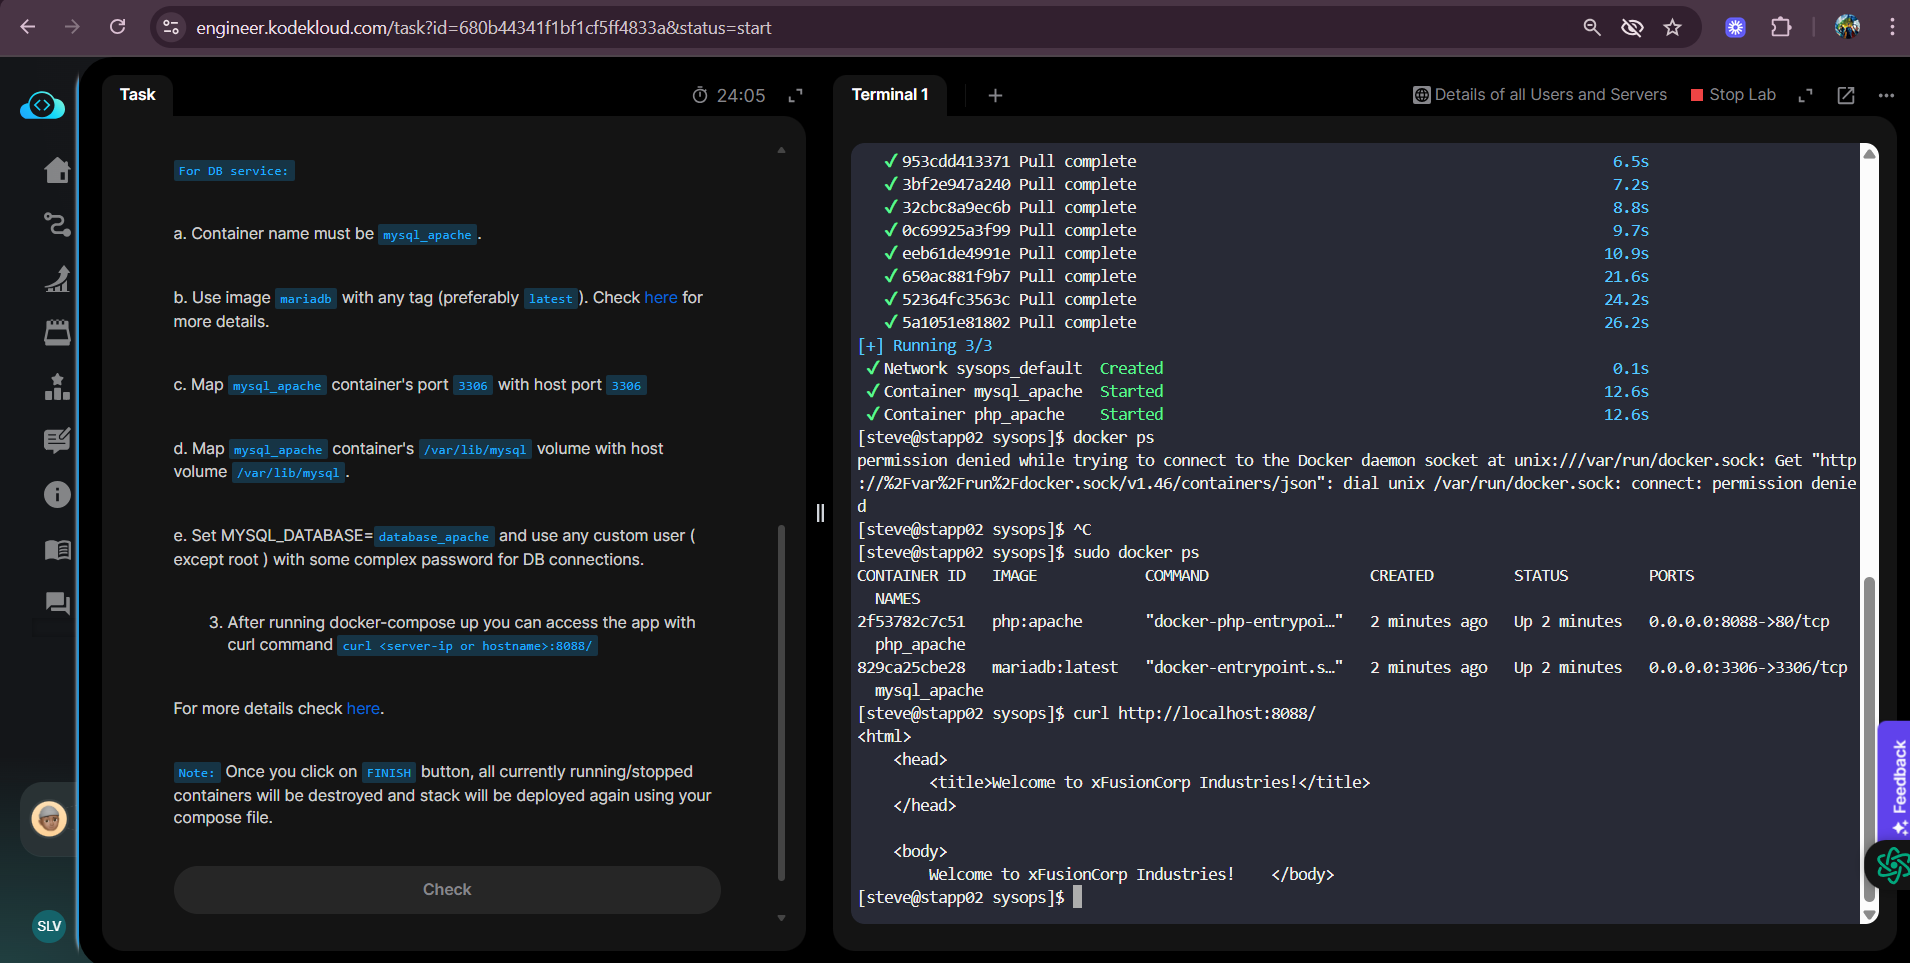 engineer.kodekloud.com/task?id=680b44341f1bf1cf5ff4833a&status=start
Task
24:05
For DB service:
a. Container name must be mysql_apache.
b. Use image mariadb with any tag (preferably latest). Check here for
more details.
c. Map mysql_apache container's port 3306 with host port 3306
d. Map mysql_apache container's /var/lib/mysql volume with host
volume /var/lib/mysql.
e. Set MYSQL_DATABASE=database_apache and use any custom user (
except root ) with some complex password for DB connections.
3. After running docker-compose up you can access the app with
curl command curl <server-ip or hostname>:8088/
For more details check here.
Note: Once you click on FINISH button, all currently running/stopped
containers will be destroyed and stack will be deployed again using your
compose file.
Check
SLV
Terminal 1
+
Details of all Users and Servers
Stop Lab
✓ 953cdd413371 Pull complete 6.5s
✓ 3bf2e947a240 Pull complete 7.2s
✓ 32cbc8a9ec6b Pull complete 8.8s
✓ 0c69925a3f99 Pull complete 9.7s
✓ eeb61de4991e Pull complete 10.9s
✓ 650ac881f9b7 Pull complete 21.6s
✓ 52364fc3563c Pull complete 24.2s
✓ 5a1051e81802 Pull complete 26.2s
[+] Running 3/3
✓ Network sysops_default Created 0.1s
✓ Container mysql_apache Started 12.6s
✓ Container php_apache Started 12.6s
[steve@stapp02 sysops]$ docker ps
permission denied while trying to connect to the Docker daemon socket at unix:///var/run/docker.sock: Get "http
://%2Fvar%2Frun%2Fdocker.sock/v1.46/containers/json": dial unix /var/run/docker.sock: connect: permission denie
d
[steve@stapp02 sysops]$ ^C
[steve@stapp02 sysops]$ sudo docker ps
CONTAINER ID IMAGE COMMAND CREATED STATUS PORTS
NAMES
2f53782c7c51 php:apache "docker-php-entrypoi…" 2 minutes ago Up 2 minutes 0.0.0.0:8088->80/tcp
php_apache
829ca25cbe28 mariadb:latest "docker-entrypoint.s…" 2 minutes ago Up 2 minutes 0.0.0.0:3306->3306/tcp
mysql_apache
[steve@stapp02 sysops]$ curl http://localhost:8088/
<html>
<head>
<title>Welcome to xFusionCorp Industries!</title>
</head>
<body>
Welcome to xFusionCorp Industries! </body>
[steve@stapp02 sysops]$
Feedback